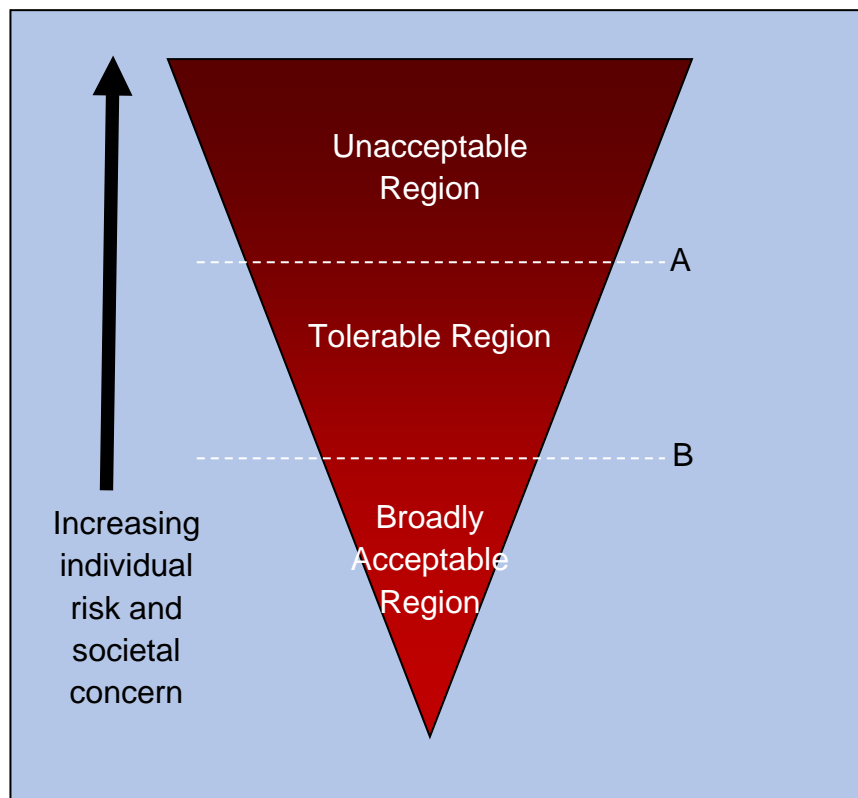 Unacceptable
Region
A
Tolerable Region
B
Broadly
Acceptable
Region
Increasing
individual
risk and
societal
concern